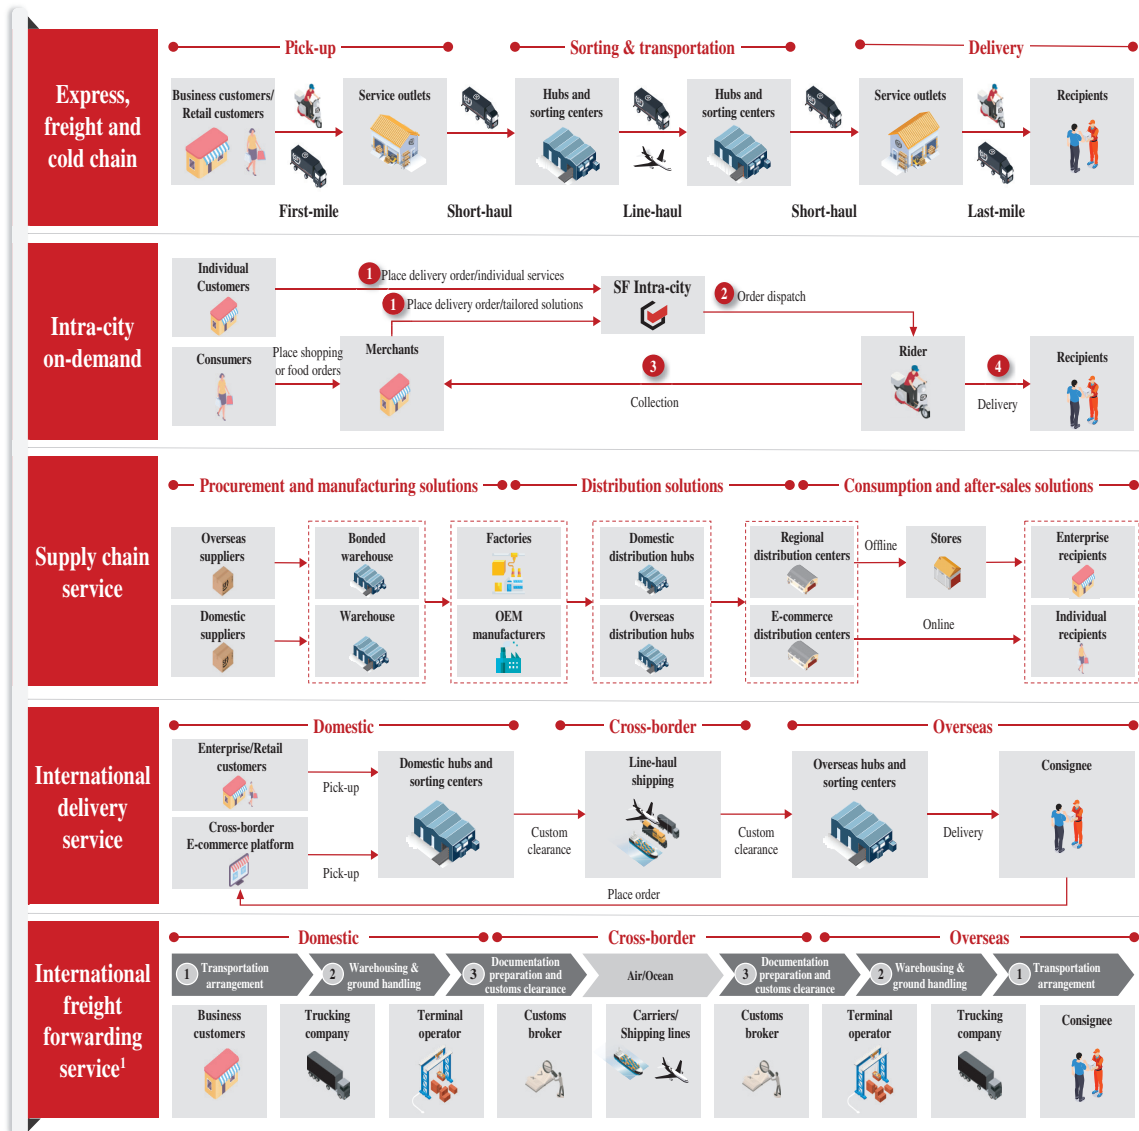 Express,
freight and
cold chain
Pick-up
Sorting & transportation
Delivery
Business customers/
Retail customers
Service outlets
Hubs and
sorting centers
Hubs and
sorting centers
Service outlets
Recipients
First-mile
Short-haul
Line-haul
Short-haul
Last-mile
Intra-city
on-demand
Individual
Customers
1 Place delivery order/individual services
1 Place delivery order/tailored solutions
SF Intra-city
2 Order dispatch
Consumers
Place shopping
or food orders
Merchants
3
Collection
Rider
4
Delivery
Recipients
Supply chain
service
Procurement and manufacturing solutions
Distribution solutions
Consumption and after-sales solutions
Overseas
suppliers
Bonded
warehouse
Factories
Domestic
distribution hubs
Regional
distribution centers
Offline
Stores
Enterprise
recipients
Domestic
suppliers
Warehouse
OEM
manufacturers
Overseas
distribution hubs
E-commerce
distribution centers
Online
Individual
recipients
International
delivery
service
Domestic
Cross-border
Overseas
Enterprise/Retail
customers
Pick-up
Cross-border
E-commerce platform
Pick-up
Domestic hubs and
sorting centers
Custom
clearance
Line-haul
shipping
Custom
clearance
Overseas hubs and
sorting centers
Delivery
Consignee
Place order
International
freight
forwarding
service1
Domestic
Cross-border
Overseas
1 Transportation
arrangement
2 Warehousing &
ground handling
3 Documentation
preparation and
customs clearance
Air/Ocean
3 Documentation
preparation and
customs clearance
2 Warehousing &
ground handling
1 Transportation
arrangement
Business
customers
Trucking
company
Terminal
operator
Customs
broker
Carriers/
Shipping lines
Customs
broker
Terminal
operator
Trucking
company
Consignee